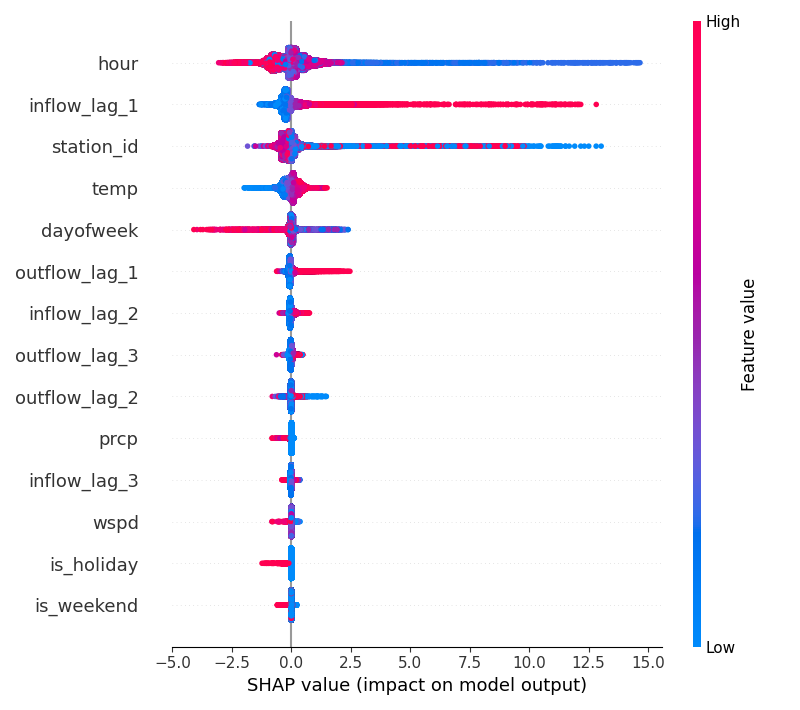 High
hour
inflow_lag_1
station_id
temp
dayofweek
outflow_lag_1
inflow_lag_2
outflow_lag_3
outflow_lag_2
prcp
inflow_lag_3
wspd
is_holiday
is_weekend
Feature value
Low
−5.0 −2.5 0.0 2.5 5.0 7.5 10.0 12.5 15.0
SHAP value (impact on model output)